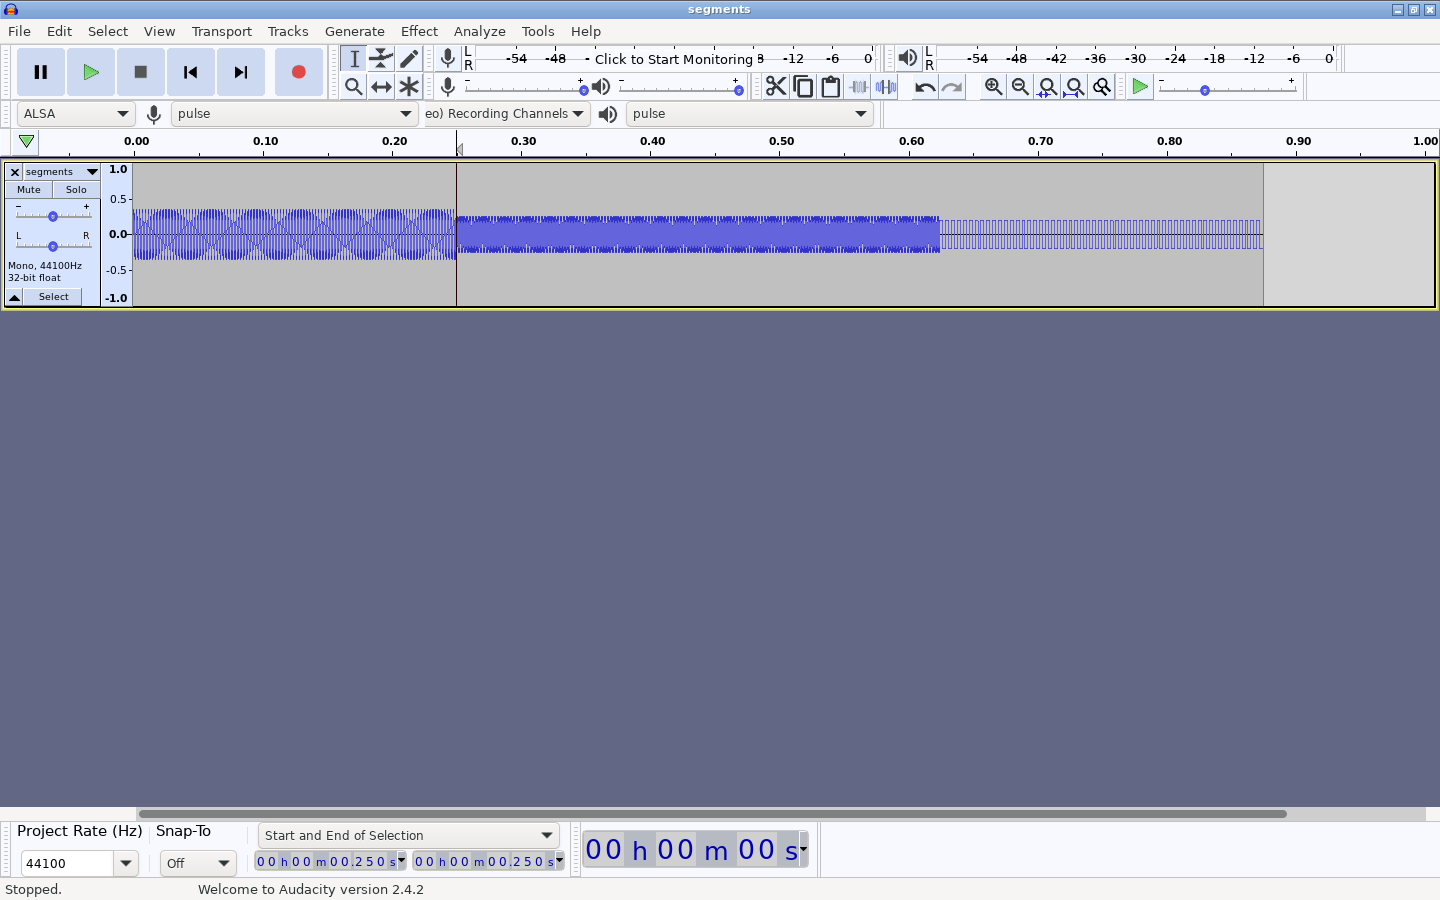 segments
File Edit Select View Transport Tracks Generate Effect Analyze Tools Help
L R -54 -48 - Click to Start Monitoring -12 -6 0
L R -54 -48 -42 -36 -30 -24 -18 -12 -6 0
- + - + - +
ALSA pulse eo) Recording Channels pulse
0.00 0.10 0.20 0.30 0.40 0.50 0.60 0.70 0.80 0.90 1.00
segments 1.0
Mute Solo
- + 0.5
L R 0.0
Mono, 44100Hz -0.5
32-bit float
Select -1.0
Project Rate (Hz) Snap-To Start and End of Selection
44100 Off 00 h 00 m 00.250 s 00 h 00 m 00.250 s 00 h 00 m 00 s
Stopped. Welcome to Audacity version 2.4.2